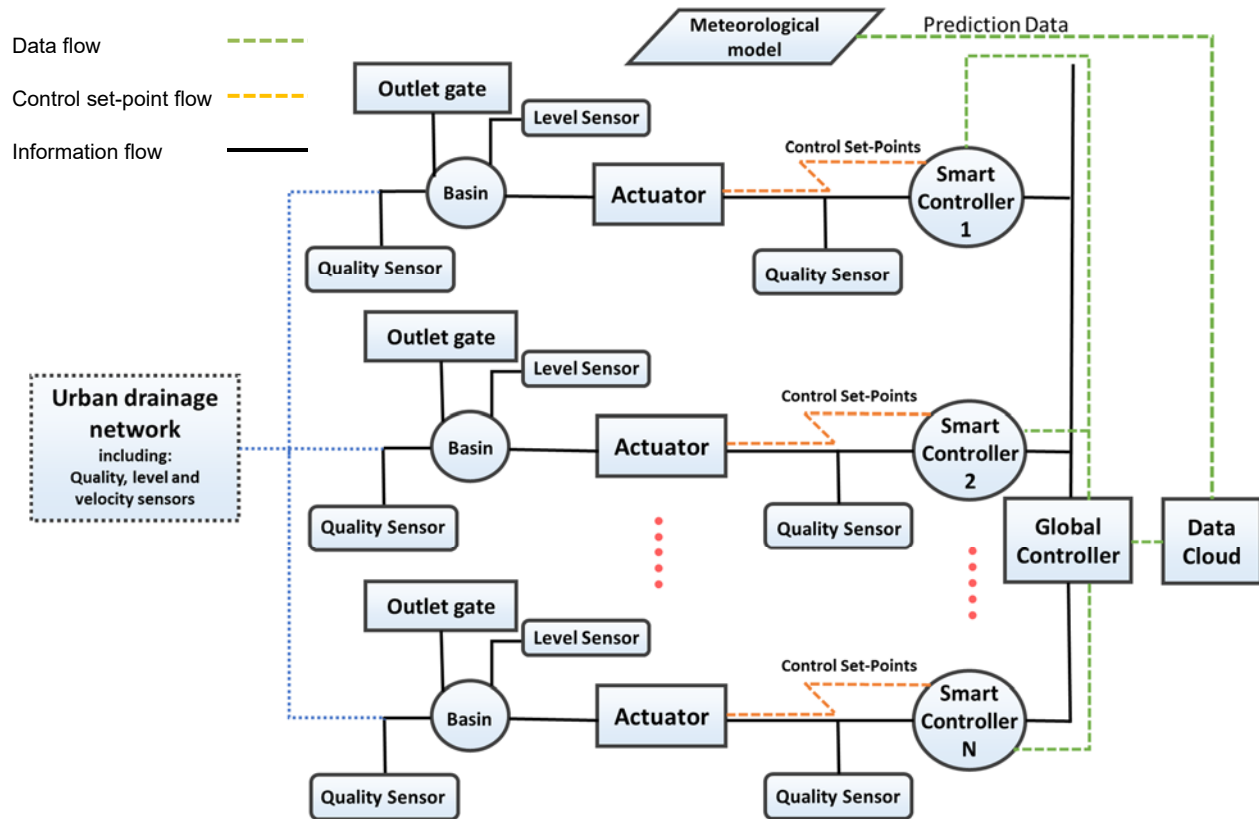 Data flow
Control set-point flow
Information flow
Meteorological
model
Prediction Data
Outlet gate
Level Sensor
Basin
Actuator
Control Set-Points
Smart
Controller
1
Quality Sensor
Quality Sensor
Outlet gate
Level Sensor
Basin
Actuator
Control Set-Points
Smart
Controller
2
Quality Sensor
Quality Sensor
Urban drainage
network
including:
Quality, level and
velocity sensors
Global
Controller
Data
Cloud
Outlet gate
Level Sensor
Basin
Actuator
Control Set-Points
Smart
Controller
N
Quality Sensor
Quality Sensor